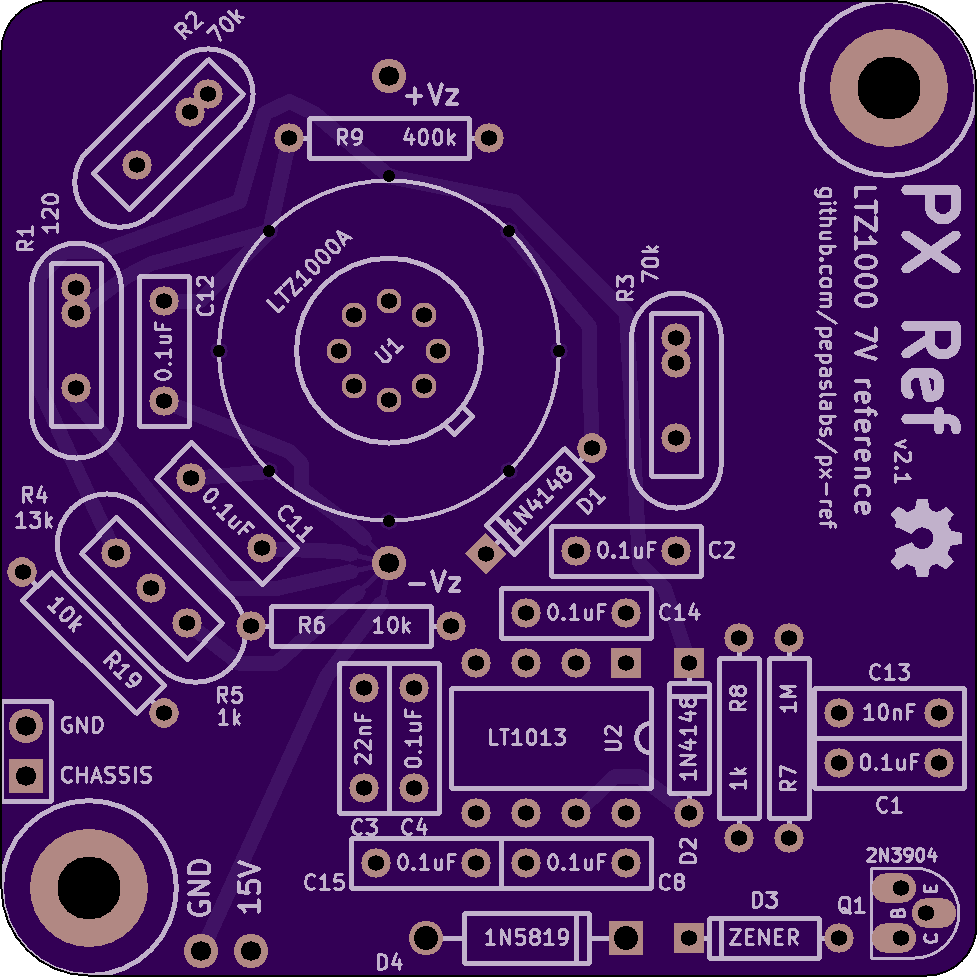 R2
70k
+Vz
R9 400k
R1
120
C12
0.1uF
LTZ1000A
U1
R3
70k
PX Ref
v2.1
LTZ1000 7V reference
github.com/pepaslabs/px-ref
R4
13k
0.1uF
C11
1N4148
D1
0.1uF
C2
-Vz
0.1uF
C14
10k
R19
R6 10k
R5
1k
GND
CHASSIS
22nF
0.1uF
C3
C4
LT1013
U2
1N4148
D2
R8
1k
1M
R7
C13
10nF
0.1uF
C1
C15
0.1uF
0.1uF
C8
GND
15V
D4
1N5819
D3
ZENER
2N3904
Q1
E
B
C